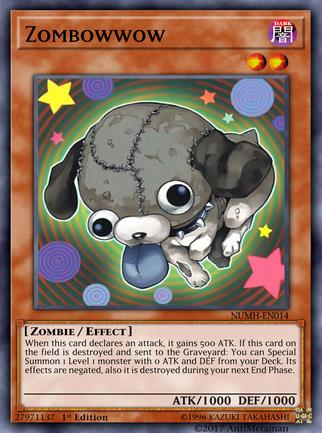 ZOMBOWWOW
DARK
闇
NUMH-EN014
[ZOMBIE / EFFECT]
When this card declares an attack, it gains 500 ATK. If this card on
the field is destroyed and sent to the Graveyard: You can Special
Summon 1 Level 1 monster with 0 ATK and DEF from your Deck. Its
effects are negated, also it is destroyed during your next End Phase.
ATK/1000 DEF/1000
27971137 1st Edition ©1996 KAZUKI TAKAHASHI
©2017 AntiMetaman